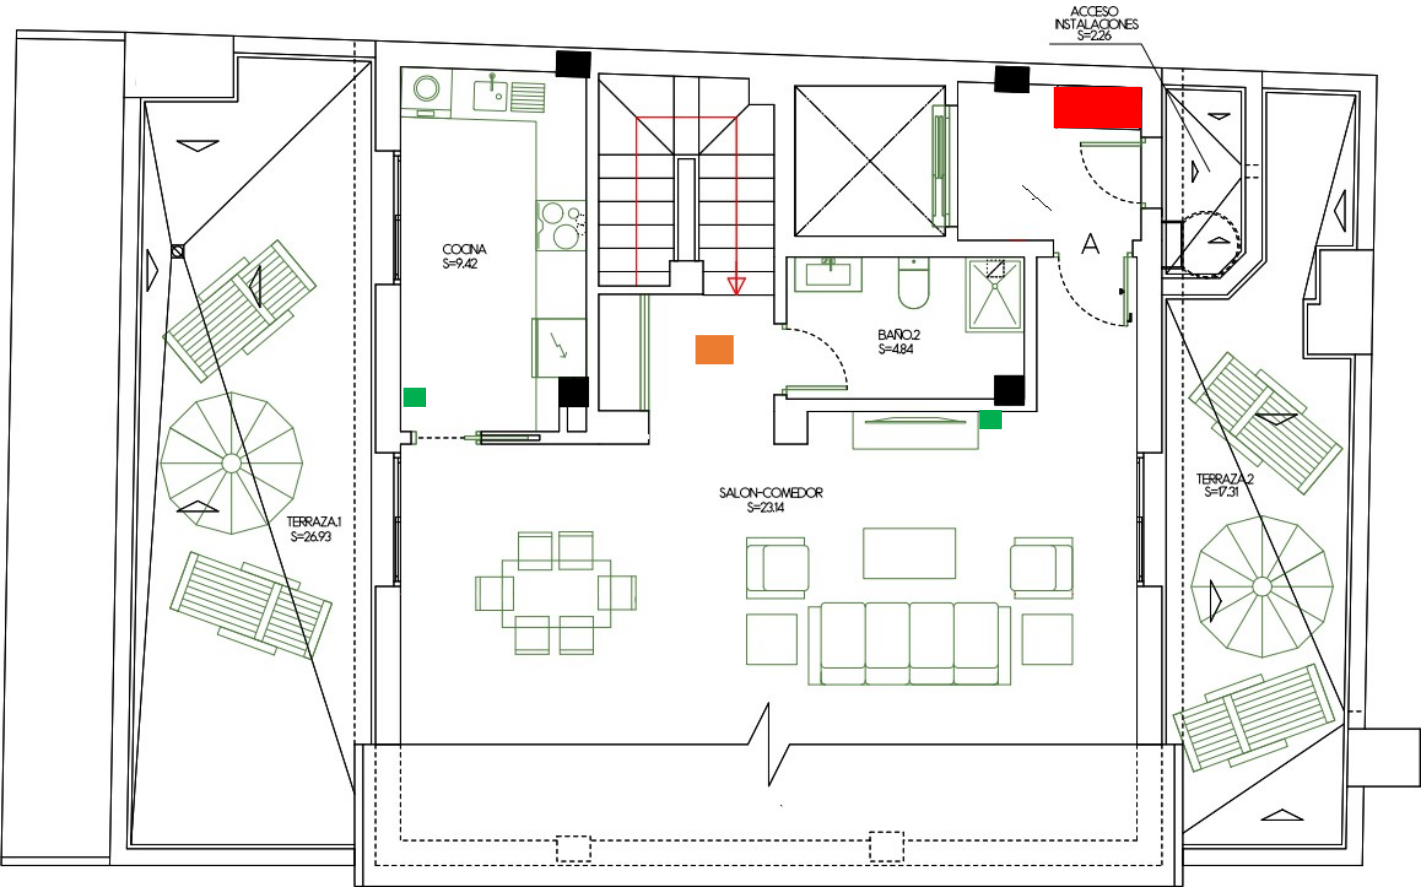 ACCESO
INSTALACIONES
S=2.26
COCINA
S=9.42
A
BAÑO.2
S=4.84
TERRAZA.2
S=17.31
SALON-COMEDOR
S=23.14
TERRAZA.1
S=26.93